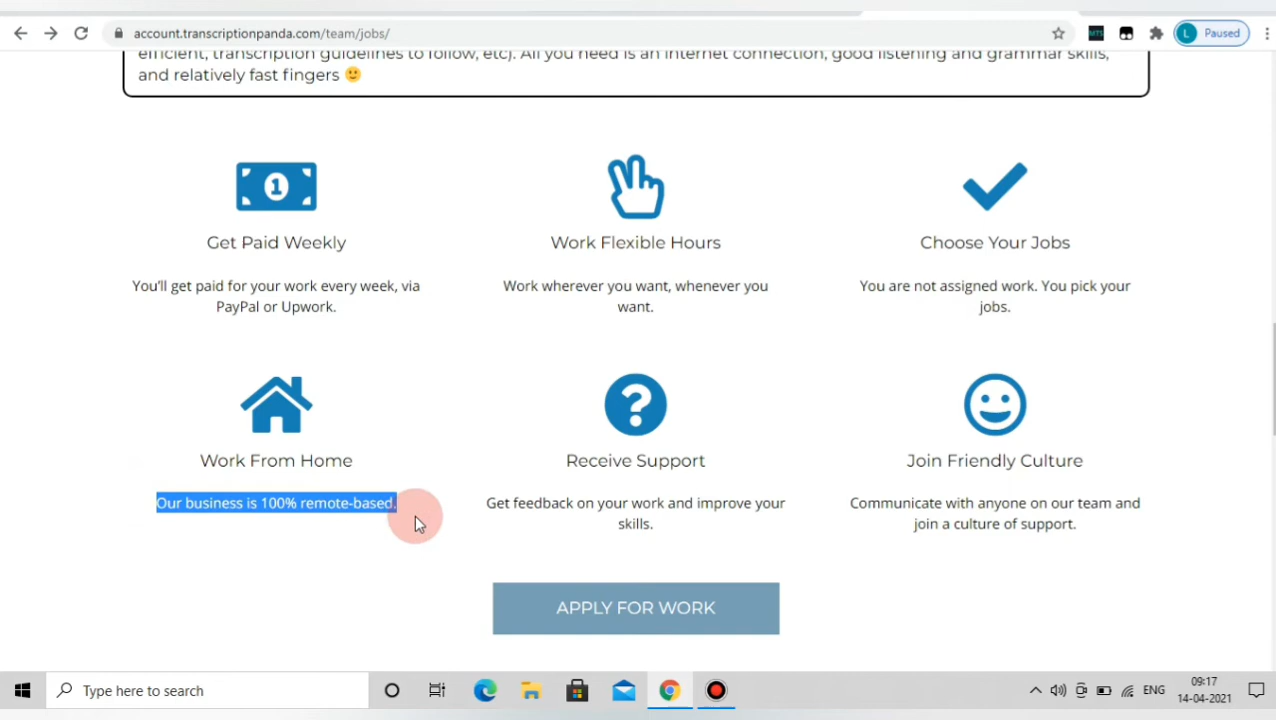 account.transcriptionpanda.com/team/jobs/
MTS
L Paused
efficient, transcription guidelines to follow, etc). All you need is an internet connection, good listening and grammar skills,
and relatively fast fingers 🙂
1
Get Paid Weekly
Work Flexible Hours
Choose Your Jobs
You'll get paid for your work every week, via
PayPal or Upwork.
Work wherever you want, whenever you
want.
You are not assigned work. You pick your
jobs.
?
Work From Home
Receive Support
Join Friendly Culture
Our business is 100% remote-based.
Get feedback on your work and improve your
skills.
Communicate with anyone on our team and
join a culture of support.
APPLY FOR WORK
Type here to search
ENG
09:17
14-04-2021